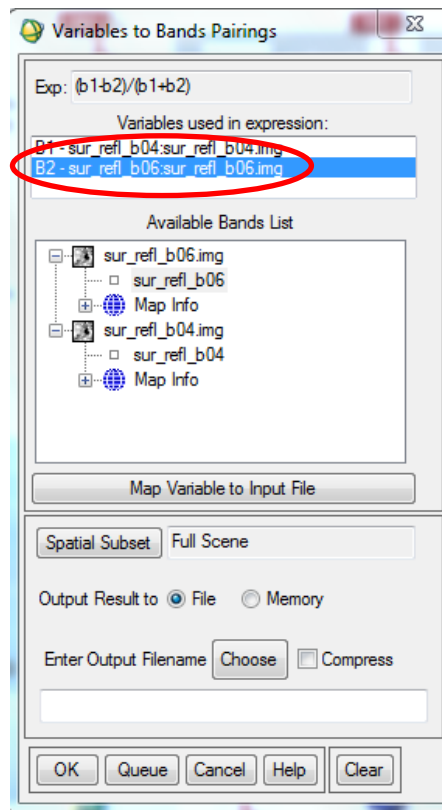 Variables to Bands Pairings
Exp: (b1-b2)/(b1+b2)
Variables used in expression:
B1 - sur_refl_b04:sur_refl_b04.img
B2 - sur_refl_b06:sur_refl_b06.img
Available Bands List
sur_refl_b06.img
sur_refl_b06
Map Info
sur_refl_b04.img
sur_refl_b04
Map Info
Map Variable to Input File
Spatial Subset Full Scene
Output Result to File Memory
Enter Output Filename Choose Compress
OK Queue Cancel Help Clear